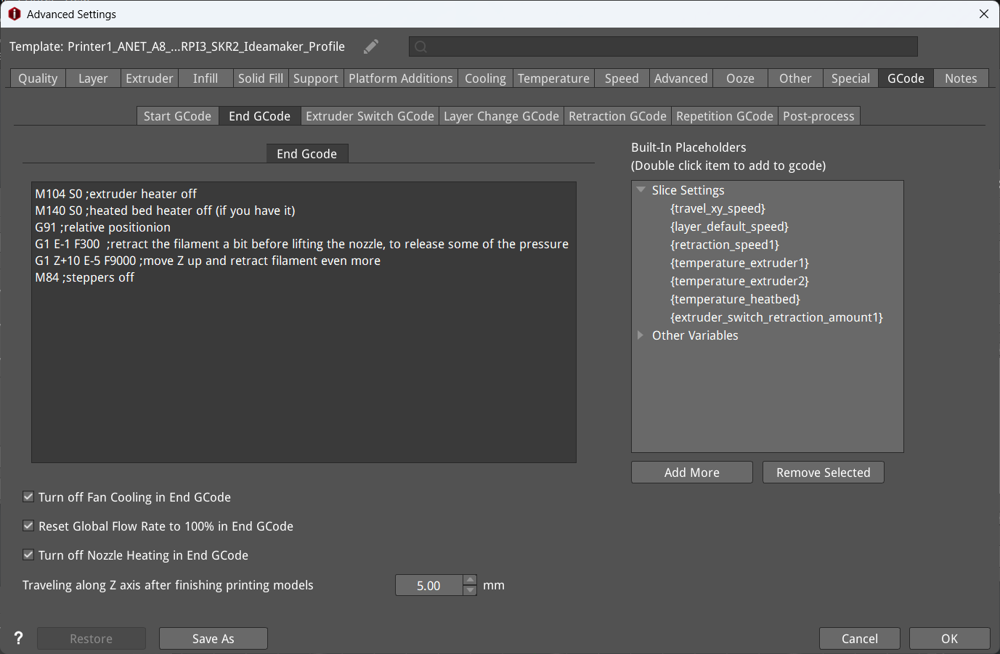 Advanced Settings
Template: Printer1_ANET_A8_...RPI3_SKR2_Ideamaker_Profile
Quality Layer Extruder Infill Solid Fill Support Platform Additions Cooling Temperature Speed Advanced Ooze Other Special GCode Notes
Start GCode End GCode Extruder Switch GCode Layer Change GCode Retraction GCode Repetition GCode Post-process
End Gcode
M104 S0 ;extruder heater off
M140 S0 ;heated bed heater off (if you have it)
G91 ;relative positionion
G1 E-1 F300  ;retract the filament a bit before lifting the nozzle, to release some of the pressure
G1 Z+10 E-5 F9000 ;move Z up and retract filament even more
M84 ;steppers off
Built-In Placeholders
(Double click item to add to gcode)
Slice Settings
{travel_xy_speed}
{layer_default_speed}
{retraction_speed1}
{temperature_extruder1}
{temperature_extruder2}
{temperature_heatbed}
{extruder_switch_retraction_amount1}
Other Variables
Add More Remove Selected
Turn off Fan Cooling in End GCode
Reset Global Flow Rate to 100% in End GCode
Turn off Nozzle Heating in End GCode
Traveling along Z axis after finishing printing models 5.00 mm
? Restore Save As Cancel OK